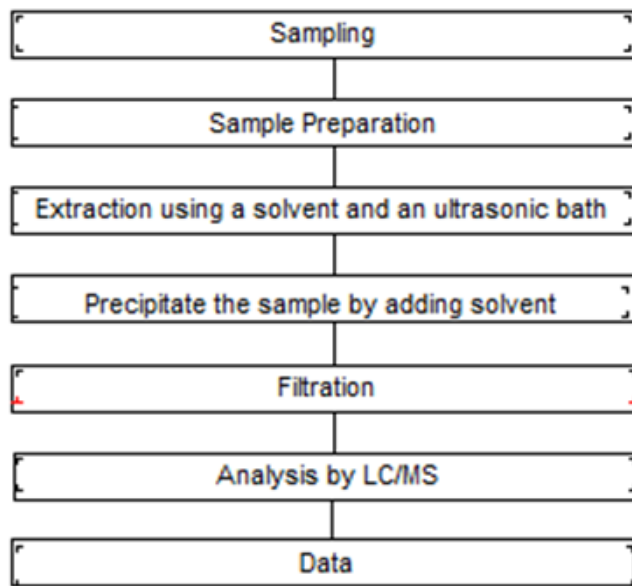 Sampling
Sample Preparation
Extraction using a solvent and an ultrasonic bath
Precipitate the sample by adding solvent
Filtration
Analysis by LC/MS
Data